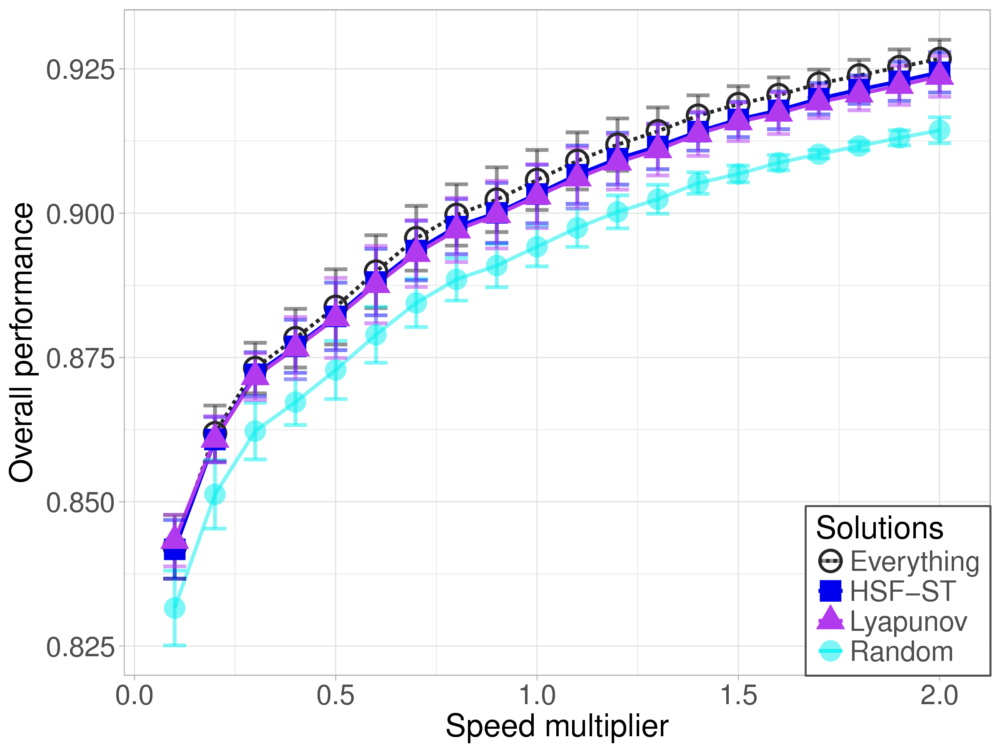 Overall performance
0.925
0.900
0.875
0.850
0.825
0.0 0.5 1.0 1.5 2.0
Speed multiplier
Solutions
Everything
HSF−ST
Lyapunov
Random